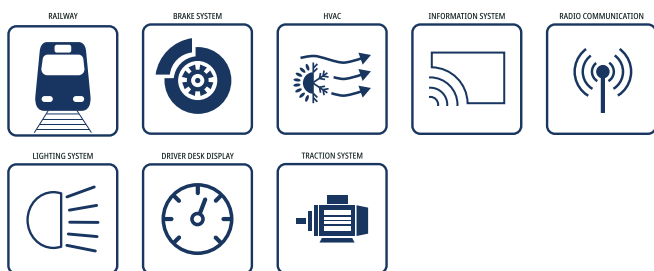 RAILWAY
BRAKE SYSTEM
HVAC
INFORMATION SYSTEM
RADIO COMMUNICATION
LIGHTING SYSTEM
DRIVER DESK DISPLAY
TRACTION SYSTEM